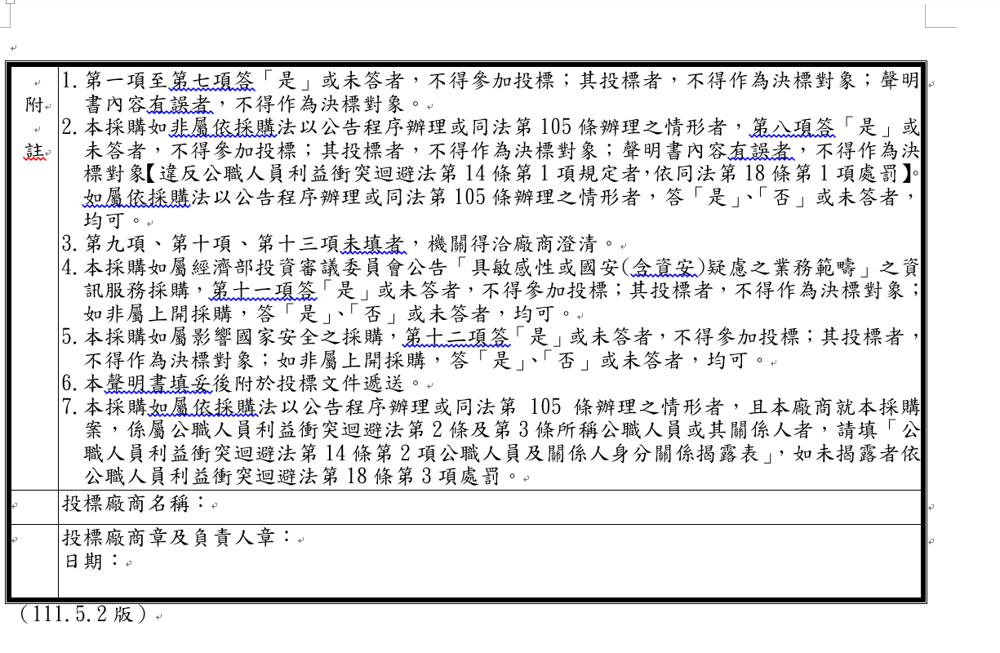 附
註
1. 第一項至第七項答「是」或未答者，不得參加投標；其投標者，不得作為決標對象；聲明
書內容有誤者，不得作為決標對象。
2. 本採購如非屬依採購法以公告程序辦理或同法第 105 條辦理之情形者，第八項答「是」或
未答者，不得參加投標；其投標者，不得作為決標對象；聲明書內容有誤者，不得作為決
標對象【違反公職人員利益衝突迴避法第 14 條第 1 項規定者，依同法第 18 條第 1 項處罰】。
如屬依採購法以公告程序辦理或同法第 105 條辦理之情形者，答「是」、「否」或未答者，
均可。
3. 第九項、第十項、第十三項未填者，機關得洽廠商澄清。
4. 本採購如屬經濟部投資審議委員會公告「具敏感性或國安(含資安)疑慮之業務範疇」之資
訊服務採購，第十一項答「是」或未答者，不得參加投標；其投標者，不得作為決標對象；
如非屬上開採購，答「是」、「否」或未答者，均可。
5. 本採購如屬影響國家安全之採購，第十二項答「是」或未答者，不得參加投標；其投標者，
不得作為決標對象；如非屬上開採購，答「是」、「否」或未答者，均可。
6. 本聲明書填妥後附於投標文件遞送。
7. 本採購如屬依採購法以公告程序辦理或同法第 105 條辦理之情形者，且本廠商就本採購
案，係屬公職人員利益衝突迴避法第 2 條及第 3 條所稱公職人員或其關係人者，請填「公
職人員利益衝突迴避法第 14 條第 2 項公職人員及關係人身分關係揭露表」，如未揭露者依
公職人員利益衝突迴避法第 18 條第 3 項處罰。
投標廠商名稱：
投標廠商章及負責人章：
日期：
（111.5.2 版）